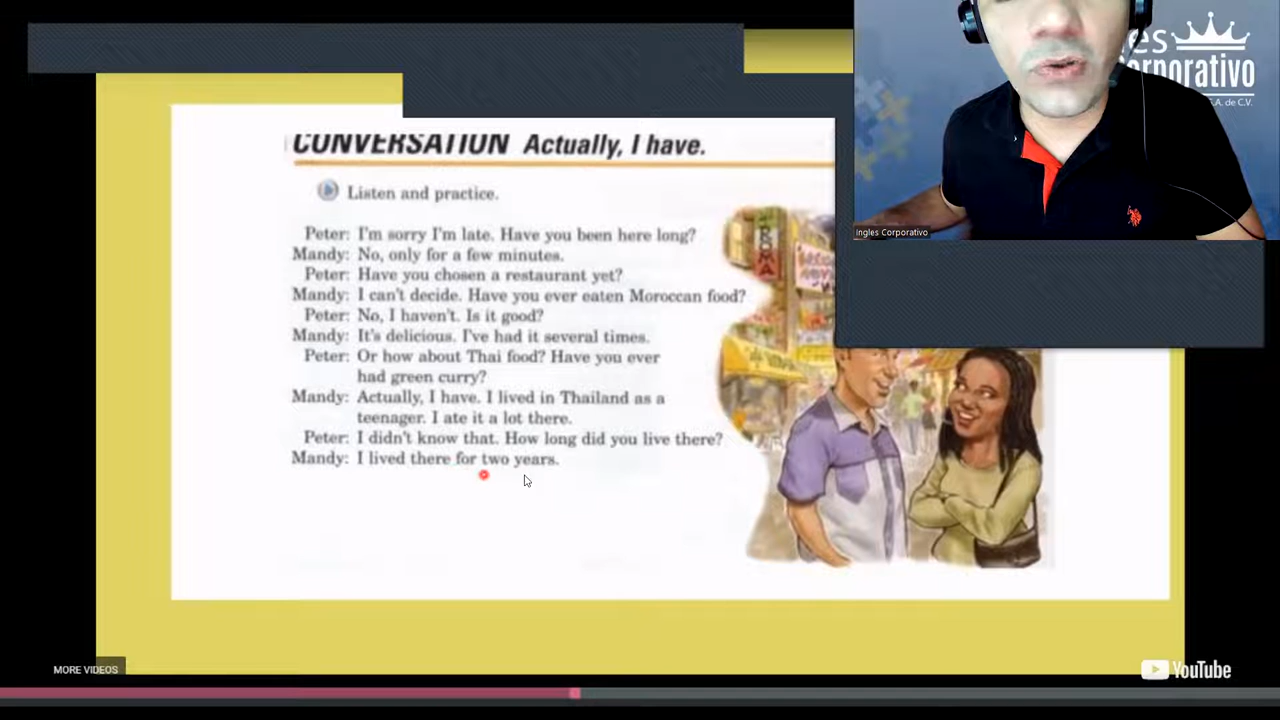 CONVERSATION Actually, I have.
Listen and practice.
Peter: I'm sorry I'm late. Have you been here long?
Mandy: No, only for a few minutes.
Peter: Have you chosen a restaurant yet?
Mandy: I can't decide. Have you ever eaten Moroccan food?
Peter: No, I haven't. Is it good?
Mandy: It's delicious. I've had it several times.
Peter: Or how about Thai food? Have you ever
had green curry?
Mandy: Actually, I have. I lived in Thailand as a
teenager. I ate it a lot there.
Peter: I didn't know that. How long did you live there?
Mandy: I lived there for two years.
ROMA
Ingles Corporativo
MORE VIDEOS
YouTube